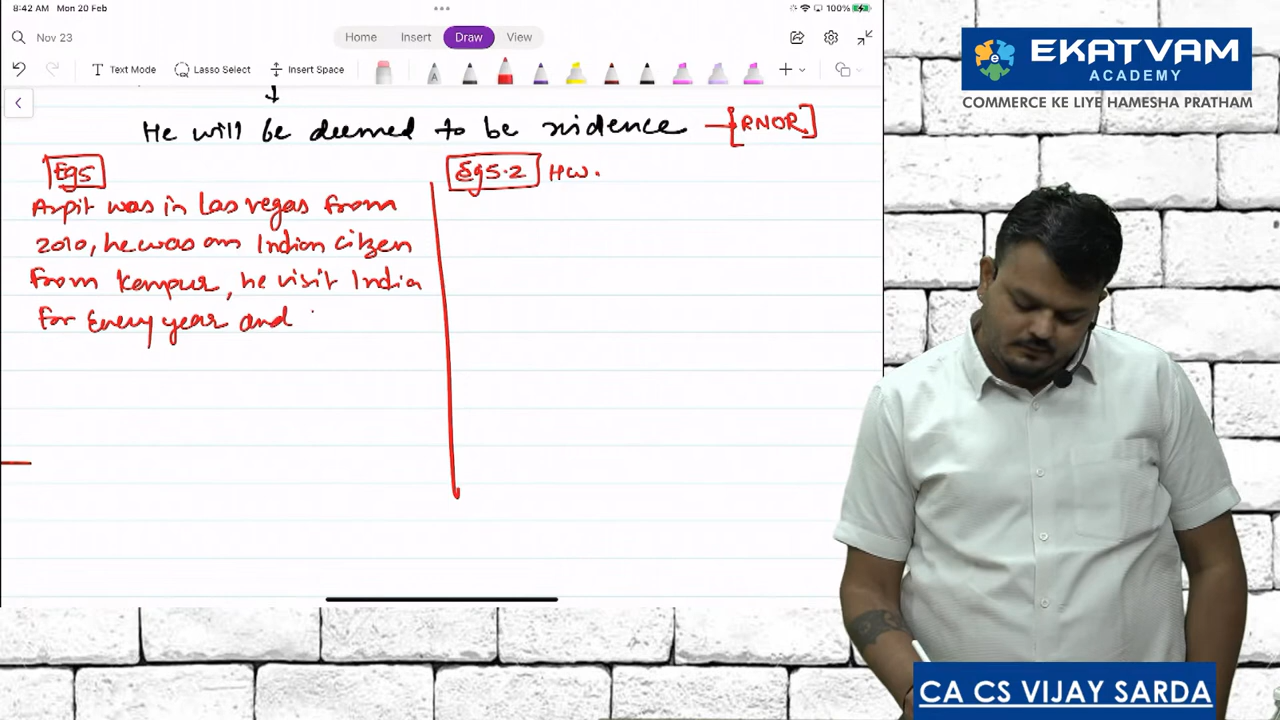 8:42 AM Mon 20 Feb
100%
Nov 23
Home Insert Draw View
Text Mode Lasso Select Insert Space
He will be deemed to be ridence → [RNOR]
Eg5
Arpit was in Las vegas from
2010, he was an Indian citizen
from Kanpur, he visit India
for Every year and
Eg5.2 HW.
EKATVAM
ACADEMY
COMMERCE KE LIYE HAMESHA PRATHAM
CA CS VIJAY SARDA